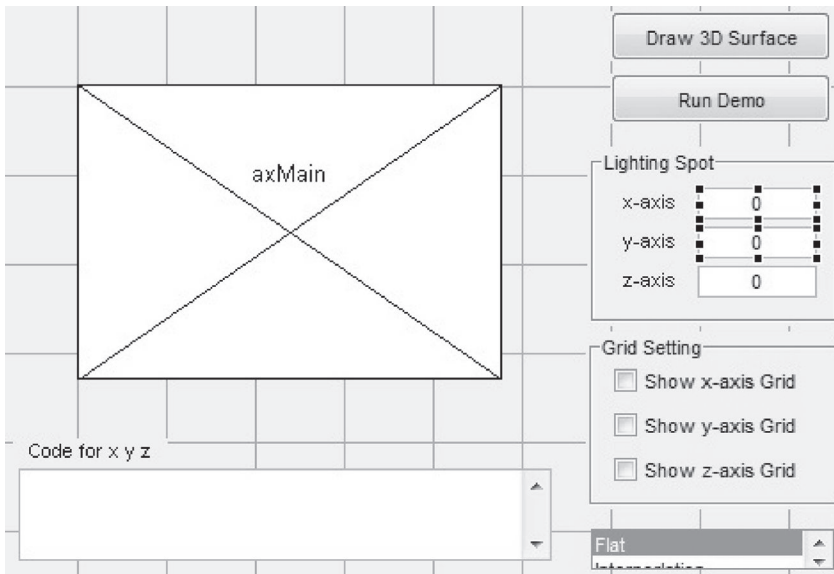 Draw 3D Surface
Run Demo
axMain
Lighting Spot
x-axis 0
y-axis 0
z-axis 0
Grid Setting
Show x-axis Grid
Show y-axis Grid
Show z-axis Grid
Code for x y z
Flat